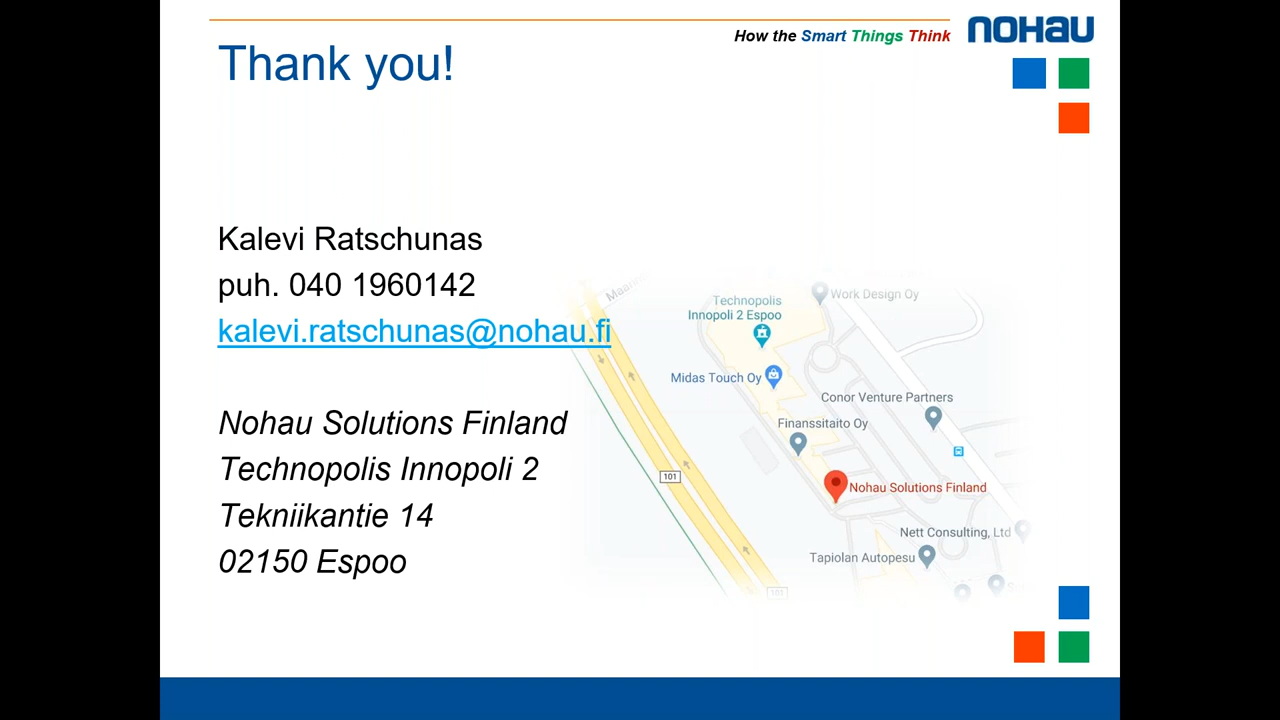 How the Smart Things Think
nohau
Thank you!
Kalevi Ratschunas
puh. 040 1960142
kalevi.ratschunas@nohau.fi
Nohau Solutions Finland
Technopolis Innopoli 2
Tekniikantie 14
02150 Espoo
Work Design Oy
Technopolis
Innopoli 2 Espoo
Midas Touch Oy
Conor Venture Partners
Finanssitaito Oy
101
Nohau Solutions Finland
Nett Consulting, Ltd
Tapiolan Autopesu
101